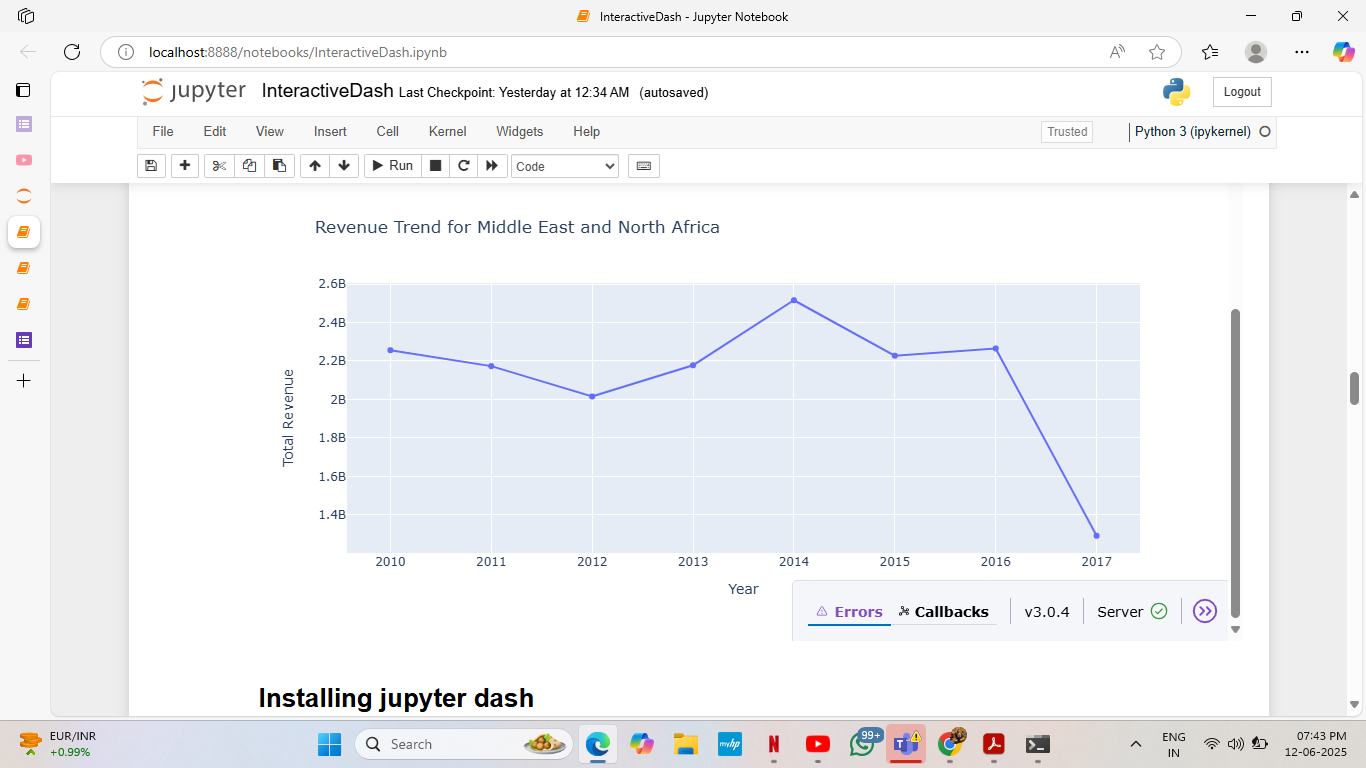 InteractiveDash - Jupyter Notebook
localhost:8888/notebooks/InteractiveDash.ipynb
jupyter InteractiveDash Last Checkpoint: Yesterday at 12:34 AM (autosaved)
Logout
File Edit View Insert Cell Kernel Widgets Help
Trusted Python 3 (ipykernel)
Run Code
Revenue Trend for Middle East and North Africa
2.6B
2.4B
2.2B
2B
1.8B
1.6B
1.4B
Total Revenue
2010 2011 2012 2013 2014 2015 2016 2017
Year
Errors Callbacks v3.0.4 Server
Installing jupyter dash
EUR/INR
+0.99%
Search
myhp
N
99+
ENG
IN
07:43 PM
12-06-2025